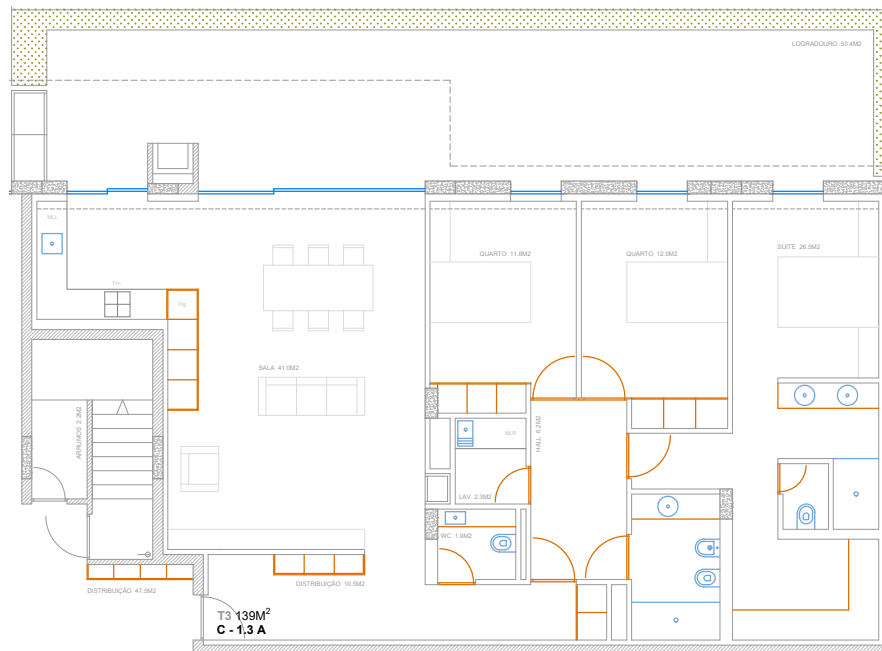 LOGRADOURO 50.4M2
MLL
QUARTO 11.8M2
QUARTO 12.5M2
SUITE 26.5M2
Frn
Frg
SALA 41.0M2
ARRUMOS 2.2M2
HALL 6.2M2
MLR
LAV 2.3M2
WC 1.9M2
DISTRIBUIÇÃO 47.5M2
DISTRIBUIÇÃO 10.5M2
T3 139M²
C - 1.3 A